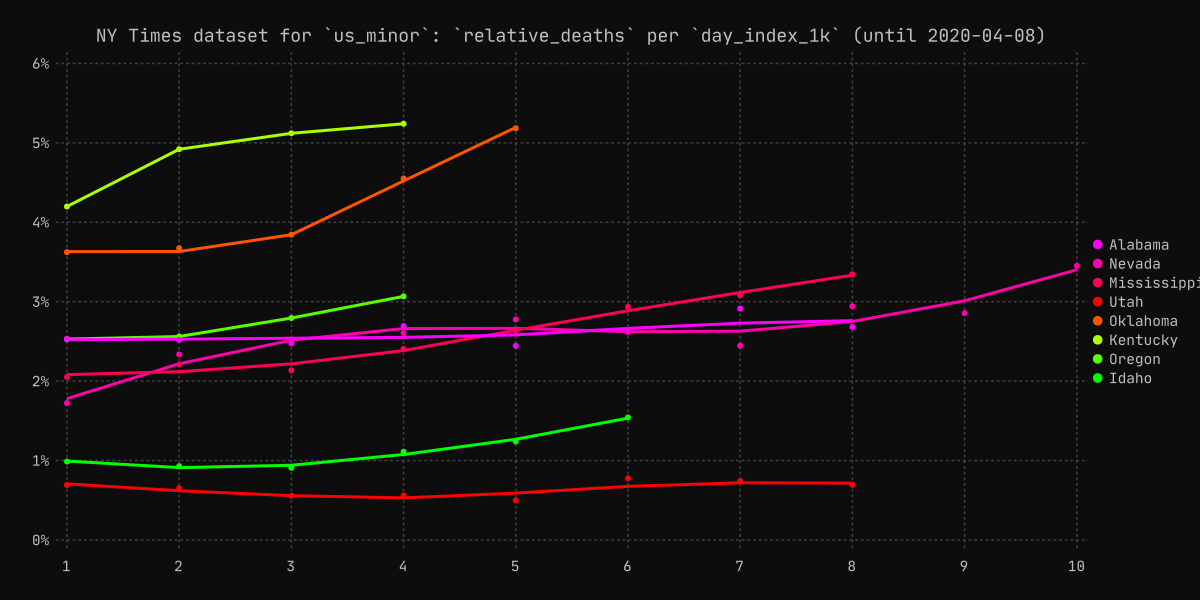 NY Times dataset for `us_minor`: `relative_deaths` per `day_index_1k` (until 2020-04-08)
6%
5%
4%
3%
2%
1%
0%
1 2 3 4 5 6 7 8 9 10
Alabama
Nevada
Mississippi
Utah
Oklahoma
Kentucky
Oregon
Idaho